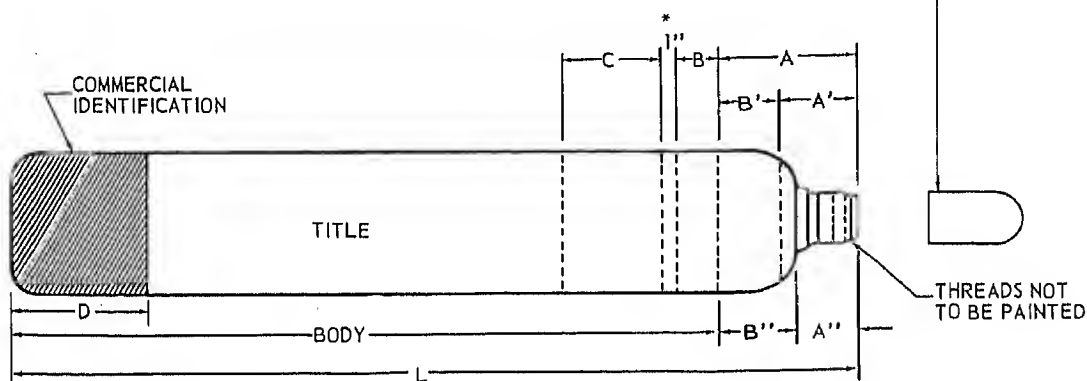 *
1"
C
B
A
B'
A'
COMMERCIAL
IDENTIFICATION
TITLE
THREADS NOT
TO BE PAINTED
D
BODY
B''
A''
L